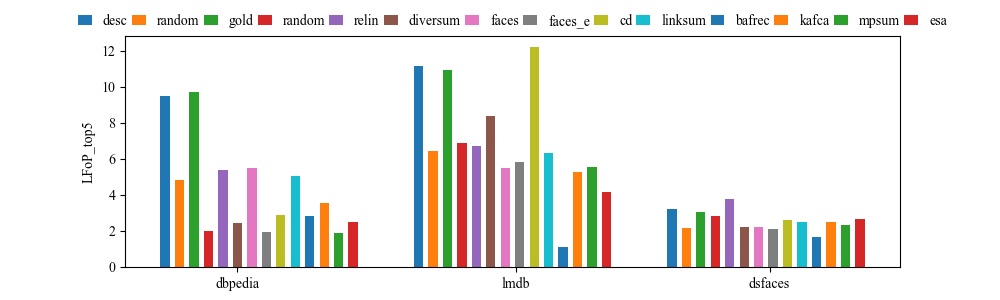 desc random gold random relin diversum faces faces_e cd linksum bafrec kafca mpsum esa
LFoP_top5
12
10
8
6
4
2
0
dbpedia lmdb dsfaces